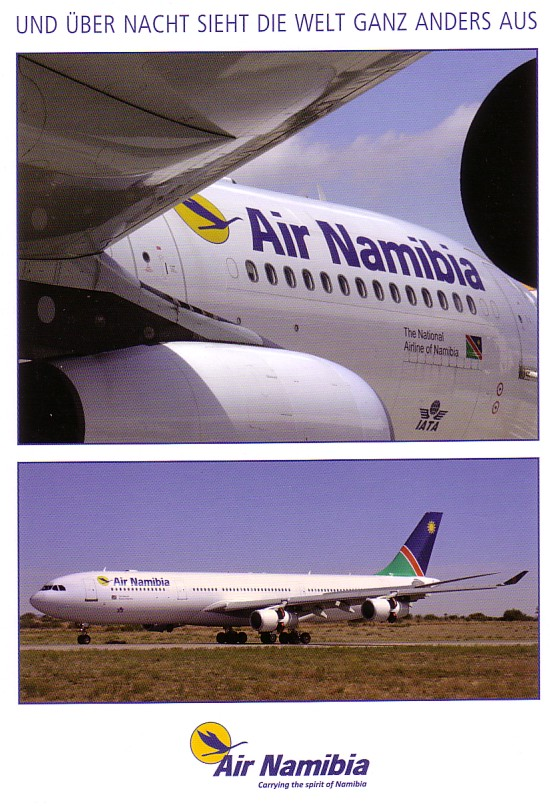 UND ÜBER NACHT SIEHT DIE WELT GANZ ANDERS AUS
Air Namibia
The National
Airline of Namibia
IATA
Air Namibia
Air Namibia
Carrying the spirit of Namibia